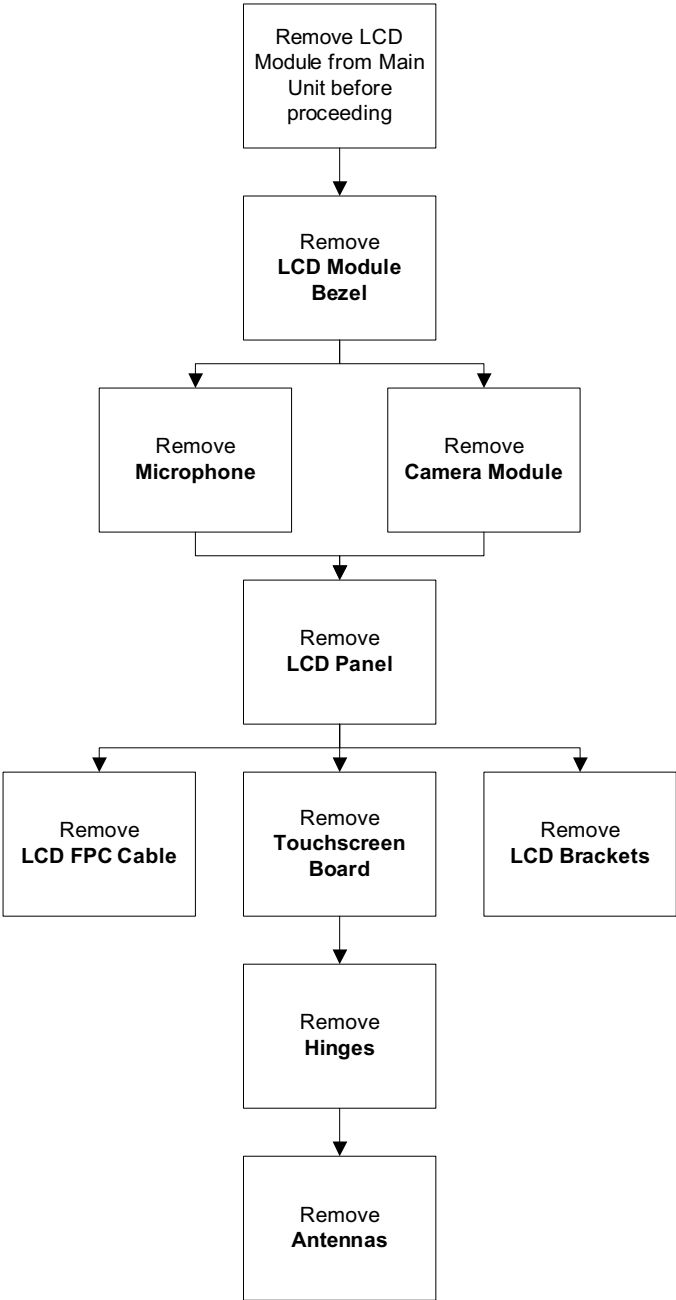 Remove LCD
Module from Main
Unit before
proceeding
Remove
LCD Module
Bezel
Remove
Microphone
Remove
Camera Module
Remove
LCD Panel
Remove
LCD FPC Cable
Remove
Touchscreen
Board
Remove
LCD Brackets
Remove
Hinges
Remove
Antennas